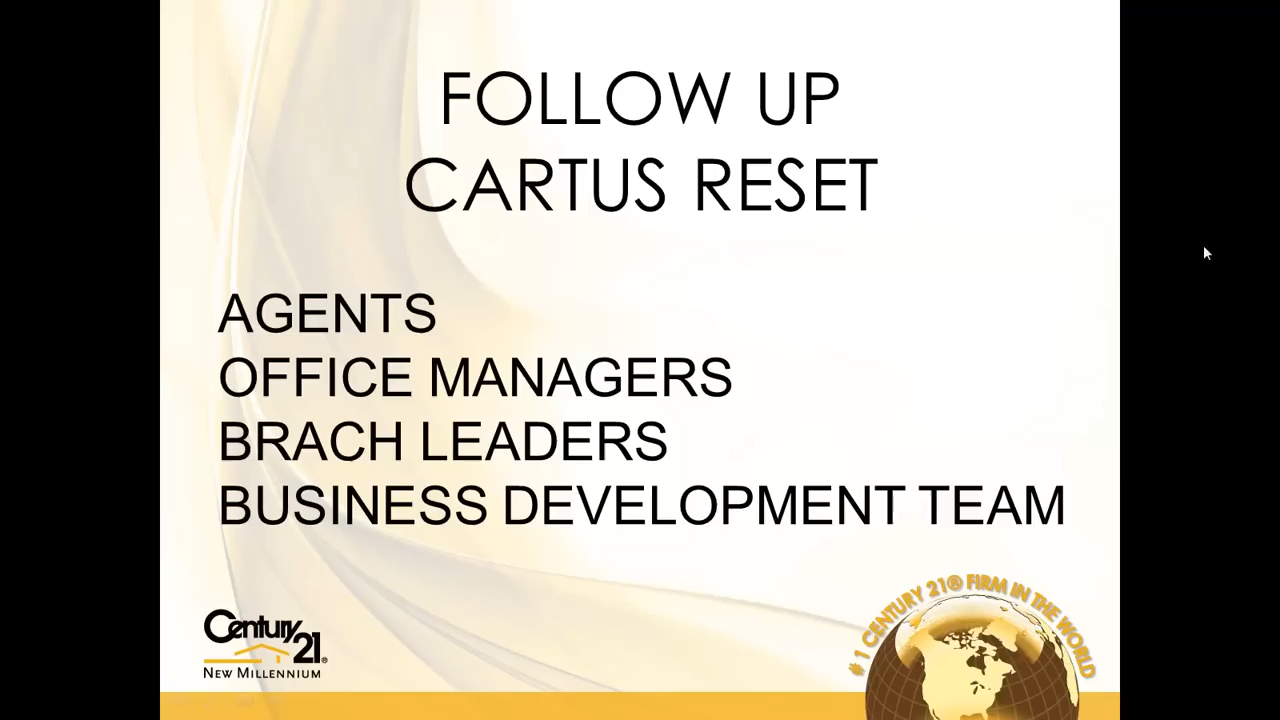 FOLLOW UP
CARTUS RESET
AGENTS
OFFICE MANAGERS
BRACH LEADERS
BUSINESS DEVELOPMENT TEAM
Century 21®
NEW MILLENNIUM
# 1 CENTURY 21® FIRM IN THE WORLD